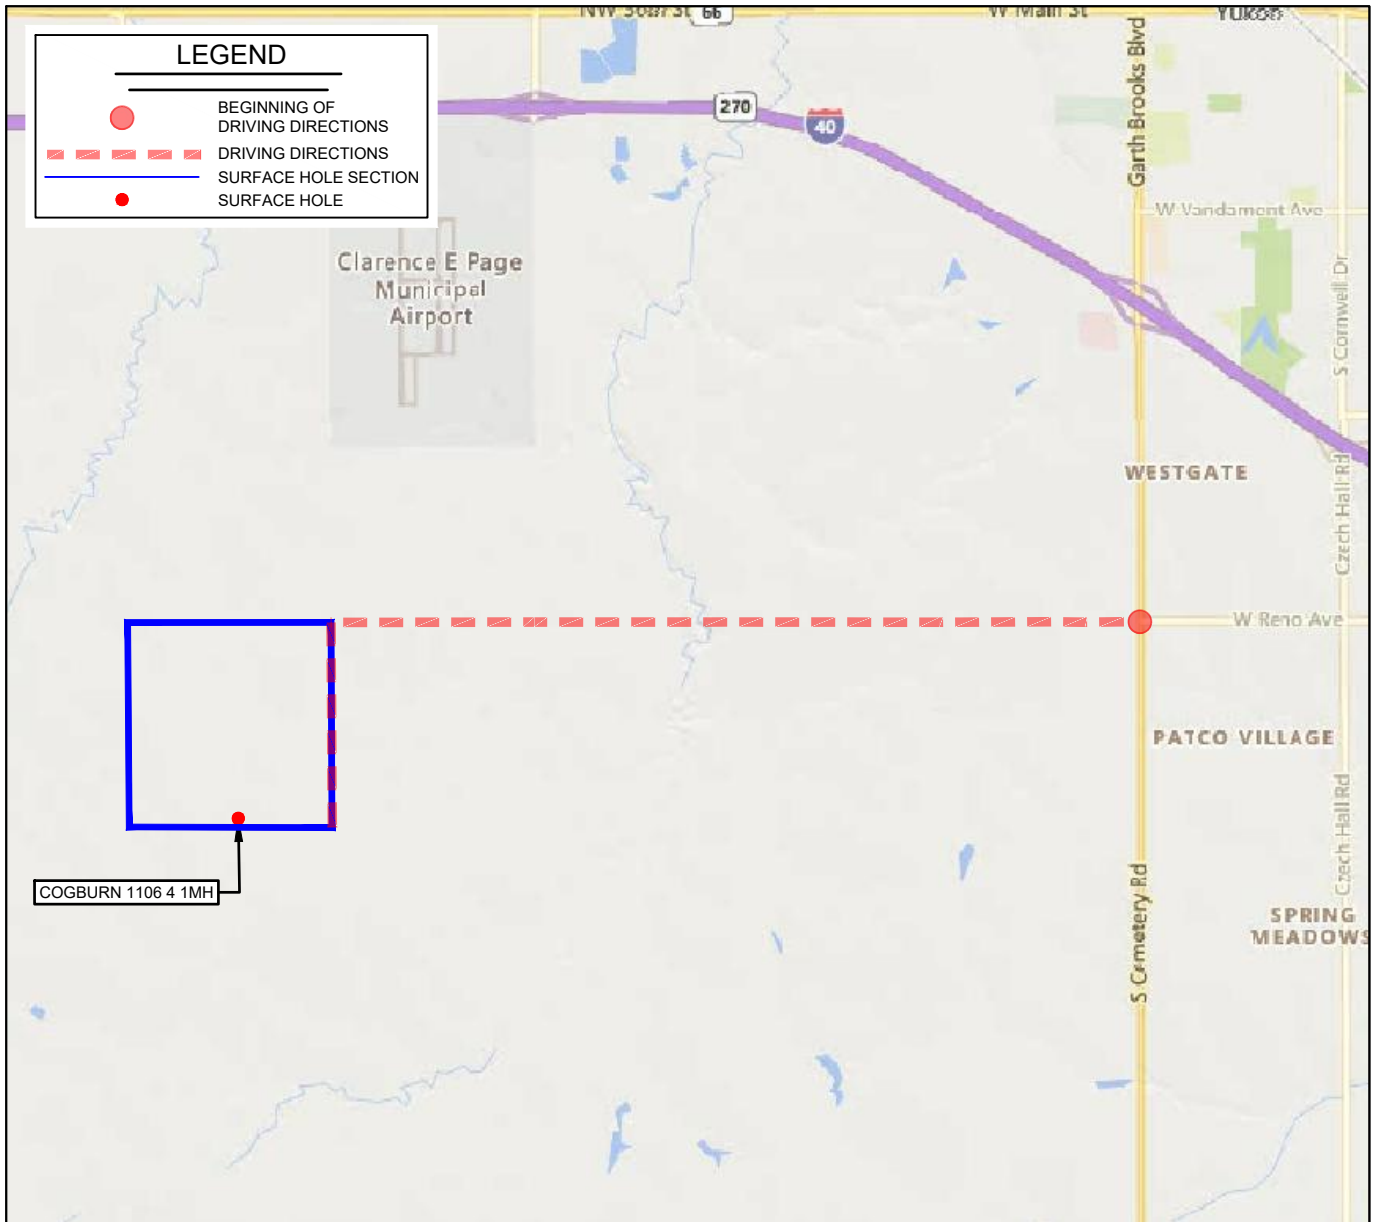 66
W Main St
Yukon
LEGEND
BEGINNING OF
DRIVING DIRECTIONS
DRIVING DIRECTIONS
SURFACE HOLE SECTION
SURFACE HOLE
270
40
Garth Brooks Blvd
W Vandament Ave
Clarence E Page
Municipal
Airport
S Cornwell Dr
WESTGATE
Czech Hall Rd
W Reno Ave
PATCO VILLAGE
Czech Hall Rd
COGBURN 1106 4 1MH
S Cemetery Rd
SPRING
MEADOWS